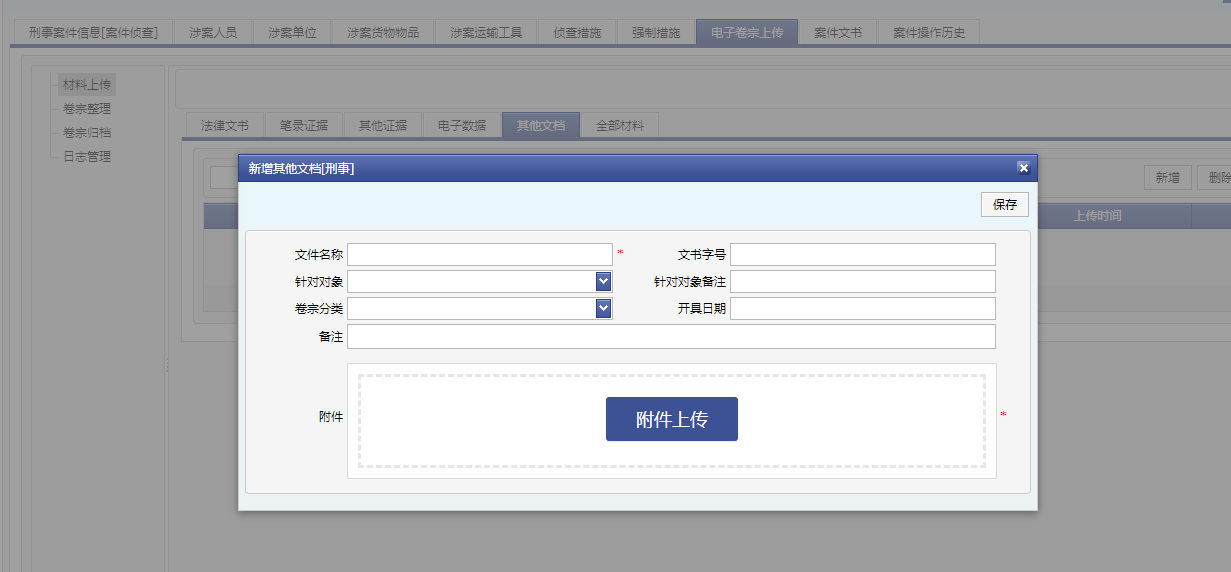 刑事案件信息[案件侦查] 涉案人员 涉案单位 涉案货物物品 涉案运输工具 侦查措施 强制措施 电子卷宗上传 案件文书 案件操作历史
材料上传
卷宗整理
卷宗归档
日志管理
法律文书 笔录证据 其他证据 电子数据 其他文档 全部材料
新增 删除
上传时间
新增其他文档[刑事]
保存
文件名称 * 文书字号
针对对象 针对对象备注
卷宗分类 开具日期
备注
附件 附件上传 *